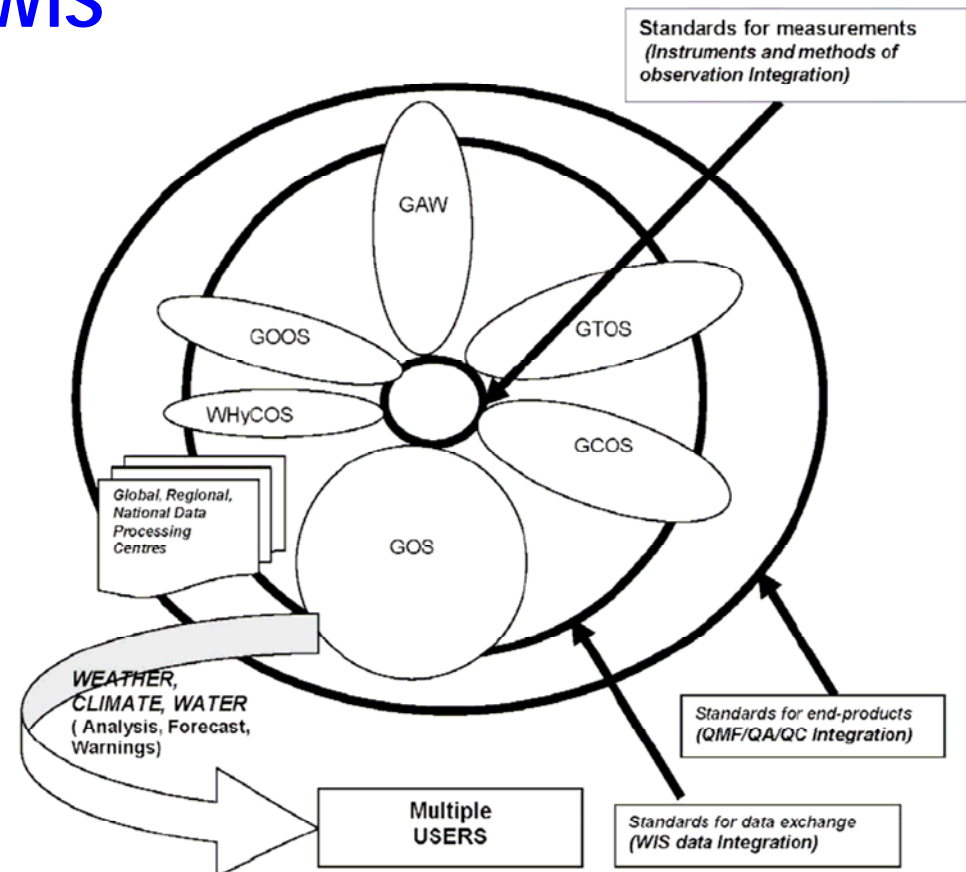 WIS
Standards for measurements
(Instruments and methods of
observation Integration)
GAW
GOOS
GTOS
WHyCOS
GCOS
Global, Regional,
National Data
Processing
Centres
GOS
WEATHER,
CLIMATE, WATER
( Analysis, Forecast,
Warnings)
Standards for end-products
(QMF/QA/QC Integration)
Multiple
USERS
Standards for data exchange
(WIS data Integration)